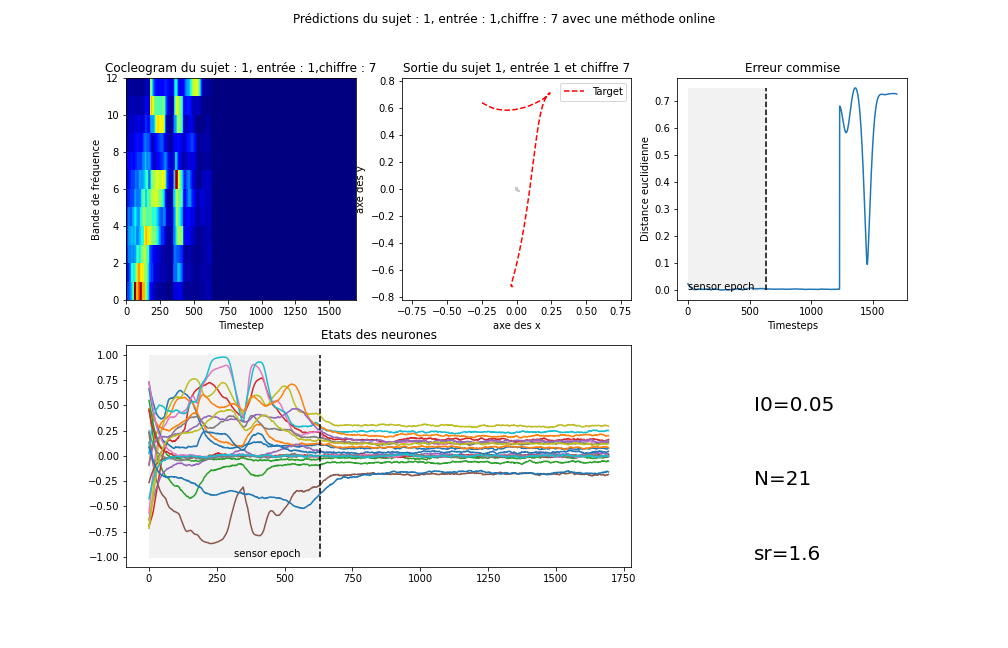 Prédictions du sujet : 1, entrée : 1,chiffre : 7 avec une méthode online
Cocleogram du sujet : 1, entrée : 1,chiffre : 7
12
10
8
6
4
2
0
Bande de fréquence
0 250 500 750 1000 1250 1500
Timestep
Sortie du sujet 1, entrée 1 et chiffre 7
Target
0.8
0.6
0.4
0.2
0.0
−0.2
−0.4
−0.6
−0.8
axe des y
−0.75 −0.50 −0.25 0.00 0.25 0.50 0.75
axe des x
Erreur commise
0.7
0.6
0.5
0.4
0.3
0.2
0.1
0.0
Distance euclidienne
sensor epoch
0 500 1000 1500
Timesteps
Etats des neurones
1.00
0.75
0.50
0.25
0.00
−0.25
−0.50
−0.75
−1.00
sensor epoch
0 250 500 750 1000 1250 1500 1750
I0=0.05
N=21
sr=1.6